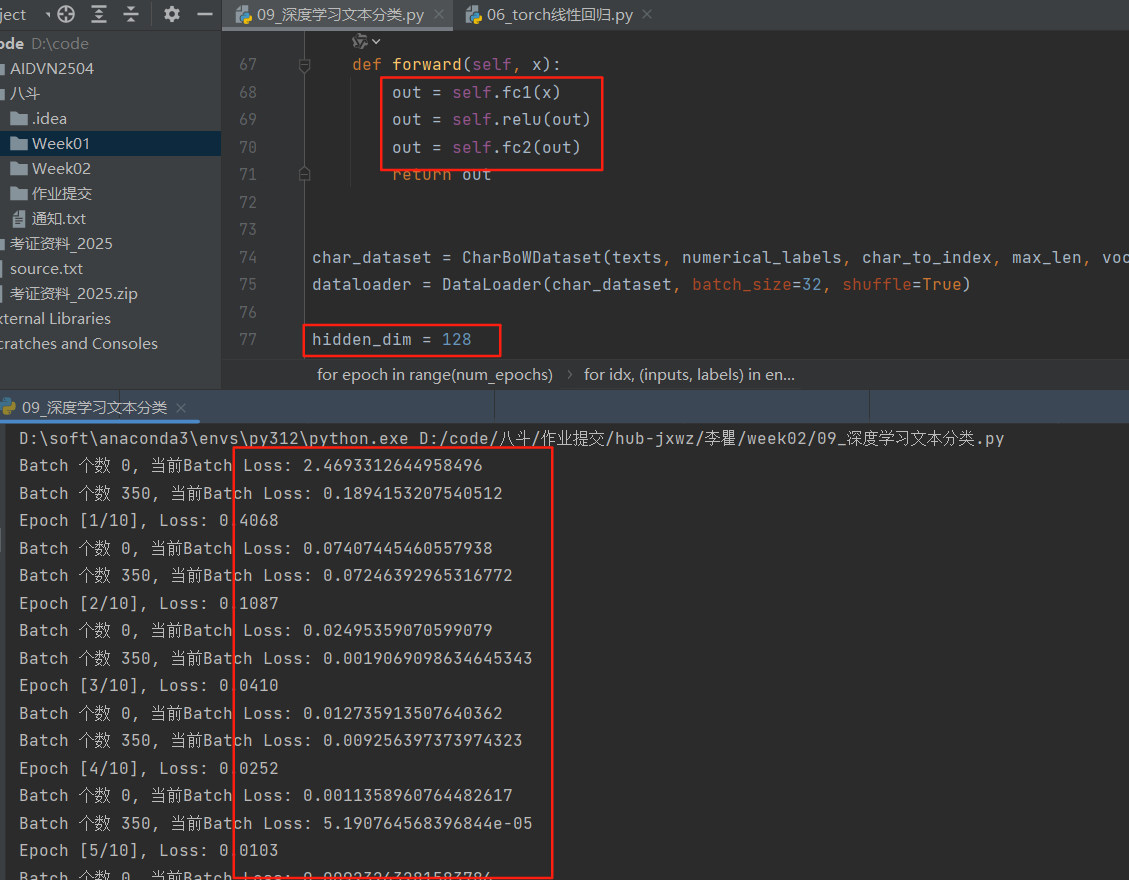 ject
09_深度学习文本分类.py
06_torch线性回归.py
ode D:\code
AIDVN2504
八斗
.idea
Week01
Week02
作业提交
通知.txt
考证资料_2025
source.txt
考证资料_2025.zip
xternal Libraries
cratches and Consoles
67 def forward(self, x):
68 out = self.fc1(x)
69 out = self.relu(out)
70 out = self.fc2(out)
71 return out
72
73
74 char_dataset = CharBoWDataset(texts, numerical_labels, char_to_index, max_len, voc
75 dataloader = DataLoader(char_dataset, batch_size=32, shuffle=True)
76
77 hidden_dim = 128
for epoch in range(num_epochs) › for idx, (inputs, labels) in en...
09_深度学习文本分类
D:\soft\anaconda3\envs\py312\python.exe D:/code/八斗/作业提交/hub-jxwz/李瞿/week02/09_深度学习文本分类.py
Batch 个数 0, 当前Batch Loss: 2.4693312644958496
Batch 个数 350, 当前Batch Loss: 0.1894153207540512
Epoch [1/10], Loss: 0.4068
Batch 个数 0, 当前Batch Loss: 0.07407445460557938
Batch 个数 350, 当前Batch Loss: 0.07246392965316772
Epoch [2/10], Loss: 0.1087
Batch 个数 0, 当前Batch Loss: 0.02495359070599079
Batch 个数 350, 当前Batch Loss: 0.0019069098634645343
Epoch [3/10], Loss: 0.0410
Batch 个数 0, 当前Batch Loss: 0.012735913507640362
Batch 个数 350, 当前Batch Loss: 0.009256397373974323
Epoch [4/10], Loss: 0.0252
Batch 个数 0, 当前Batch Loss: 0.0011358960764482617
Batch 个数 350, 当前Batch Loss: 5.190764568396844e-05
Epoch [5/10], Loss: 0.0103
Batch 个数 0, 当前Batch Loss: